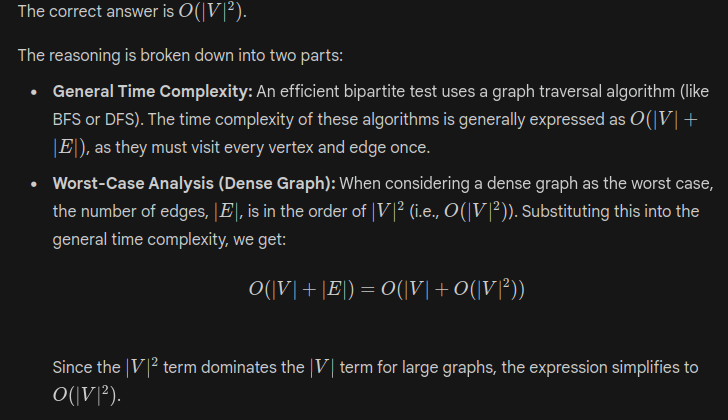 The correct answer is O(|V|²).
The reasoning is broken down into two parts:
• General Time Complexity: An efficient bipartite test uses a graph traversal algorithm (like
BFS or DFS). The time complexity of these algorithms is generally expressed as O(|V| +
|E|), as they must visit every vertex and edge once.
• Worst-Case Analysis (Dense Graph): When considering a dense graph as the worst case,
the number of edges, |E|, is in the order of |V|² (i.e., O(|V|²)). Substituting this into the
general time complexity, we get:
O(|V| + |E|) = O(|V| + O(|V|²))
Since the |V|² term dominates the |V| term for large graphs, the expression simplifies to
O(|V|²).